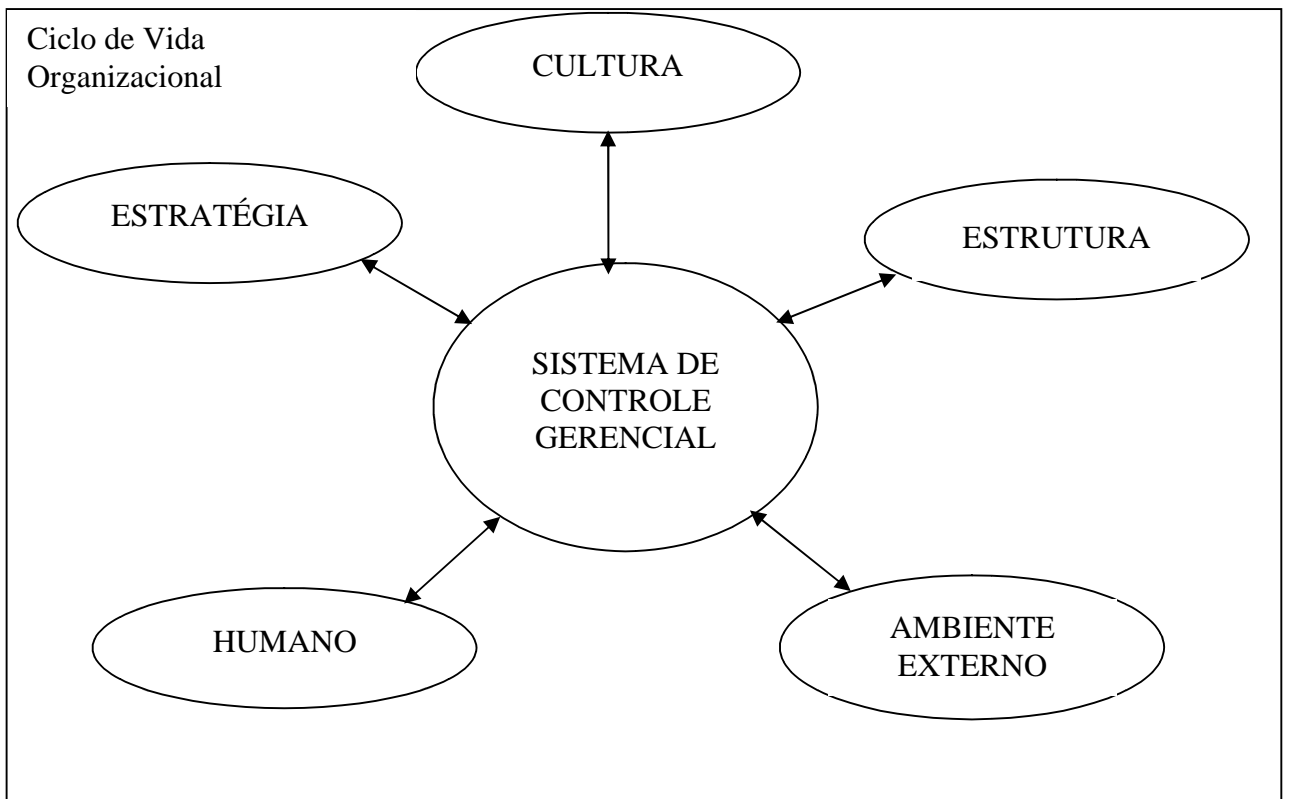 Ciclo de Vida
Organizacional
CULTURA
ESTRATÉGIA
ESTRUTURA
SISTEMA DE
CONTROLE
GERENCIAL
HUMANO
AMBIENTE
EXTERNO